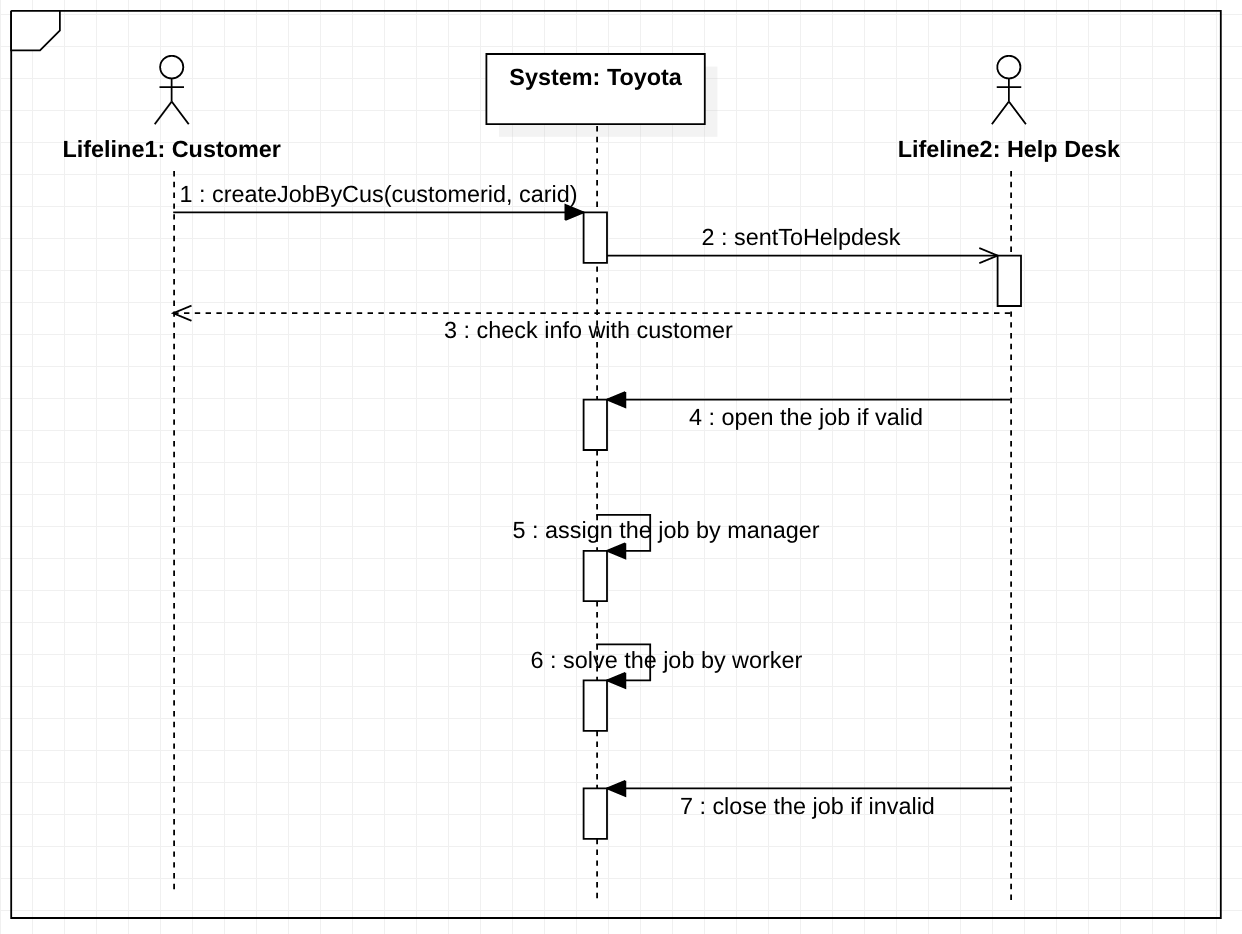 System: Toyota
Lifeline1: Customer
Lifeline2: Help Desk
1 : createJobByCus(customerid, carid)
2 : sentToHelpdesk
3 : check info with customer
4 : open the job if valid
5 : assign the job by manager
6 : solve the job by worker
7 : close the job if invalid